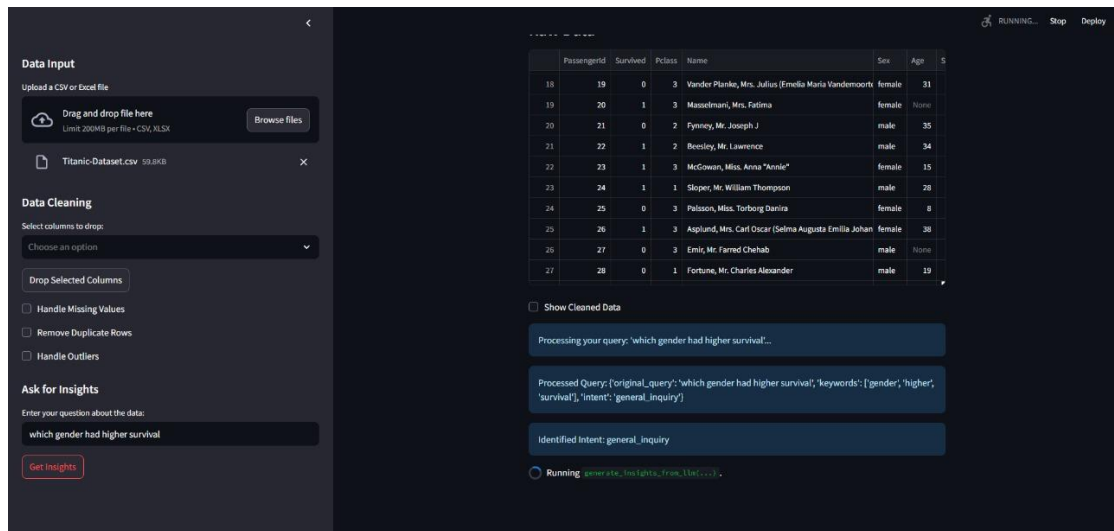 RUNNING... Stop Deploy
Data Input
Upload a CSV or Excel file
Drag and drop file here
Limit 200MB per file • CSV, XLSX
Browse files
Titanic-Dataset.csv 59.8KB
Data Cleaning
Select columns to drop:
Choose an option
Drop Selected Columns
Handle Missing Values
Remove Duplicate Rows
Handle Outliers
Ask for Insights
Enter your question about the data:
which gender had higher survival
Get Insights
PassengerId Survived Pclass Name Sex Age S
18 19 0 3 Vander Planke, Mrs. Julius (Emelia Maria Vandemoorte female 31
19 20 1 3 Masselmani, Mrs. Fatima female None
20 21 0 2 Fynney, Mr. Joseph J male 35
21 22 1 2 Beesley, Mr. Lawrence male 34
22 23 1 3 McGowan, Miss. Anna "Annie" female 15
23 24 1 1 Sloper, Mr. William Thompson male 28
24 25 0 3 Palsson, Miss. Torborg Danira female 8
25 26 1 3 Asplund, Mrs. Carl Oscar (Selma Augusta Emilia Johan female 38
26 27 0 3 Emir, Mr. Farred Chehab male None
27 28 0 1 Fortune, Mr. Charles Alexander male 19
Show Cleaned Data
Processing your query: 'which gender had higher survival'...
Processed Query: {'original_query': 'which gender had higher survival', 'keywords': ['gender', 'higher',
'survival'], 'intent': 'general_inquiry'}
Identified Intent: general_inquiry
Running generate_insights_from_llm(...).